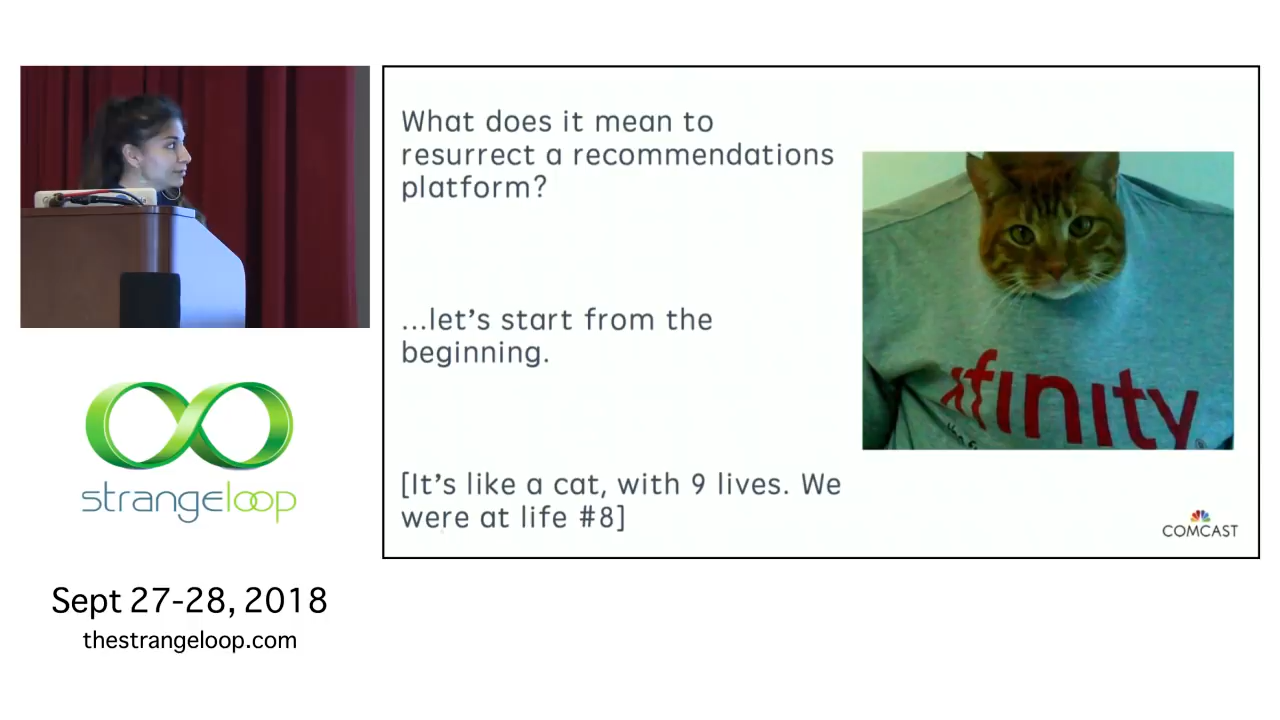 What does it mean to
resurrect a recommendations
platform?
...let's start from the
beginning.
[It's like a cat, with 9 lives. We
were at life #8]
xfinity
COMCAST
strangeloop
Sept 27-28, 2018
thestrangeloop.com